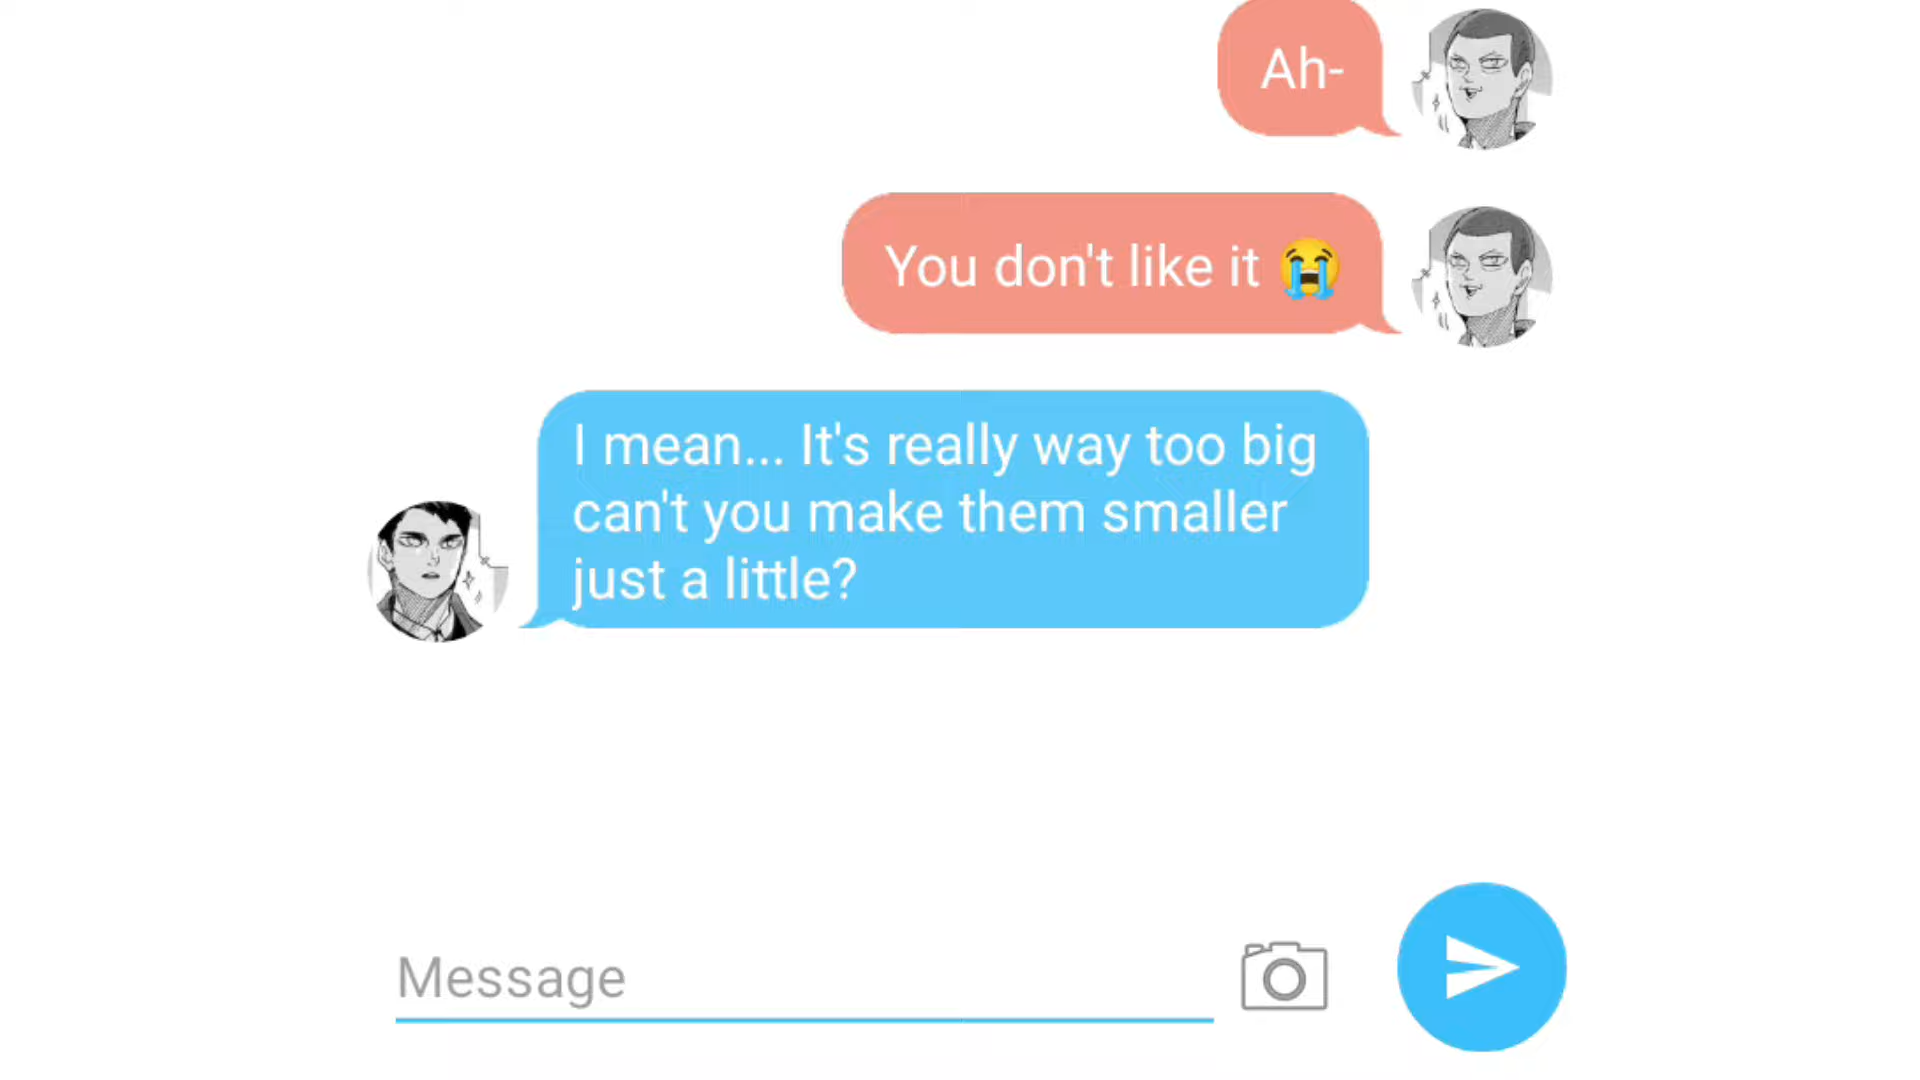 Ah-
You don't like it 😭
I mean... It's really way too big
can't you make them smaller
just a little?
Message